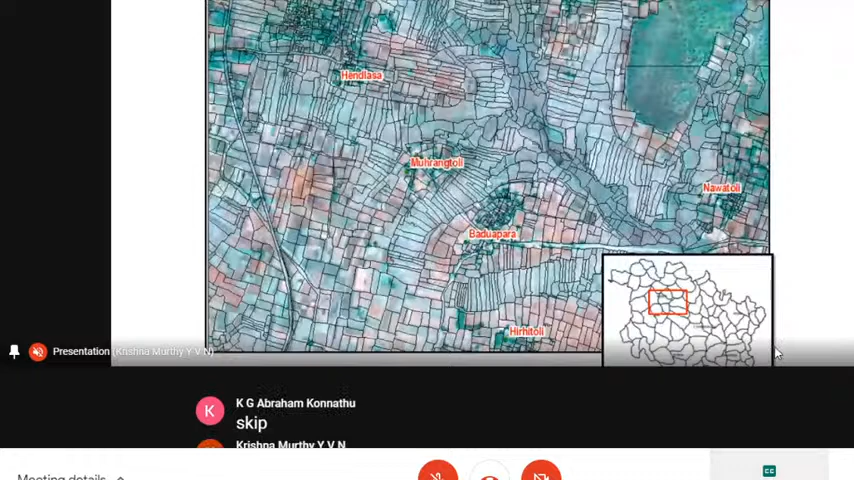 Hendlasa
Muhrangtoli
Nawatoli
Baduapara
Hirhitoli
Presentation (Krishna Murthy Y V N)
K G Abraham Konnathu
skip
Krishna Murthy Y V N
Meeting details